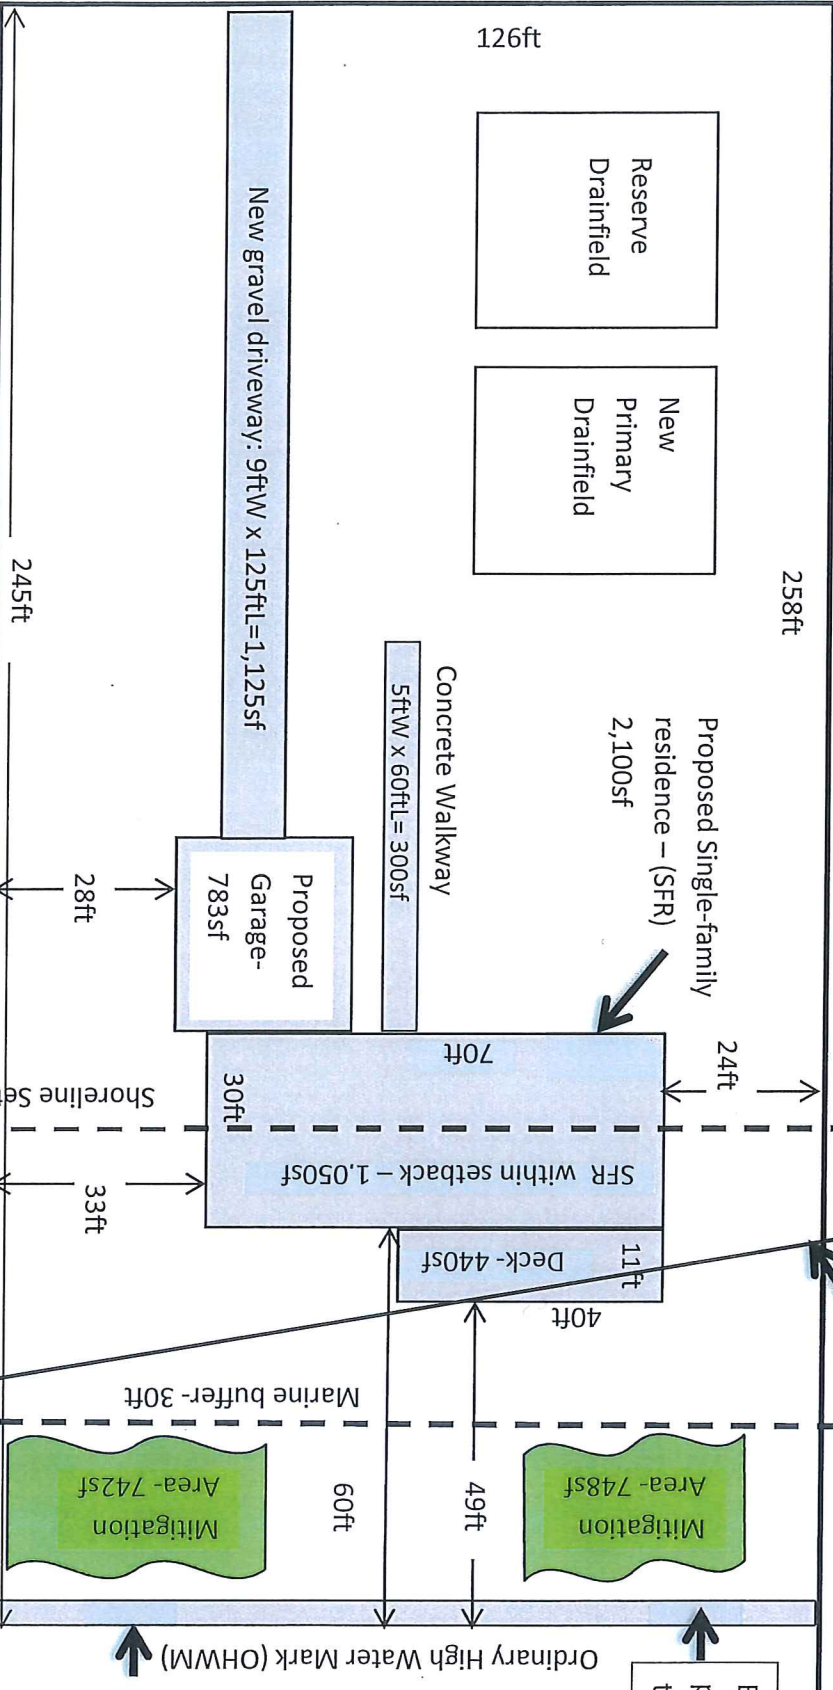 126ft
Reserve
Drainfield
New
Primary
Drainfield
258ft
New gravel driveway: 9ftW x 125ftL=1,125sf
245ft
Concrete Walkway
5ftW x 60ftL= 300sf
Proposed Single-family
residence – (SFR)
2,100sf
Proposed
Garage-
783sf
28ft
70ft
24ft
30ft
Shoreline Set
SFR within setback – 1,050sf
33ft
Deck- 440sf
11ft
40ft
Marine buffer-30ft
Mitigation
Area- 742sf
Mitigation
Area- 748sf
60ft
49ft
Ordinary High Water Mark (OHWM)